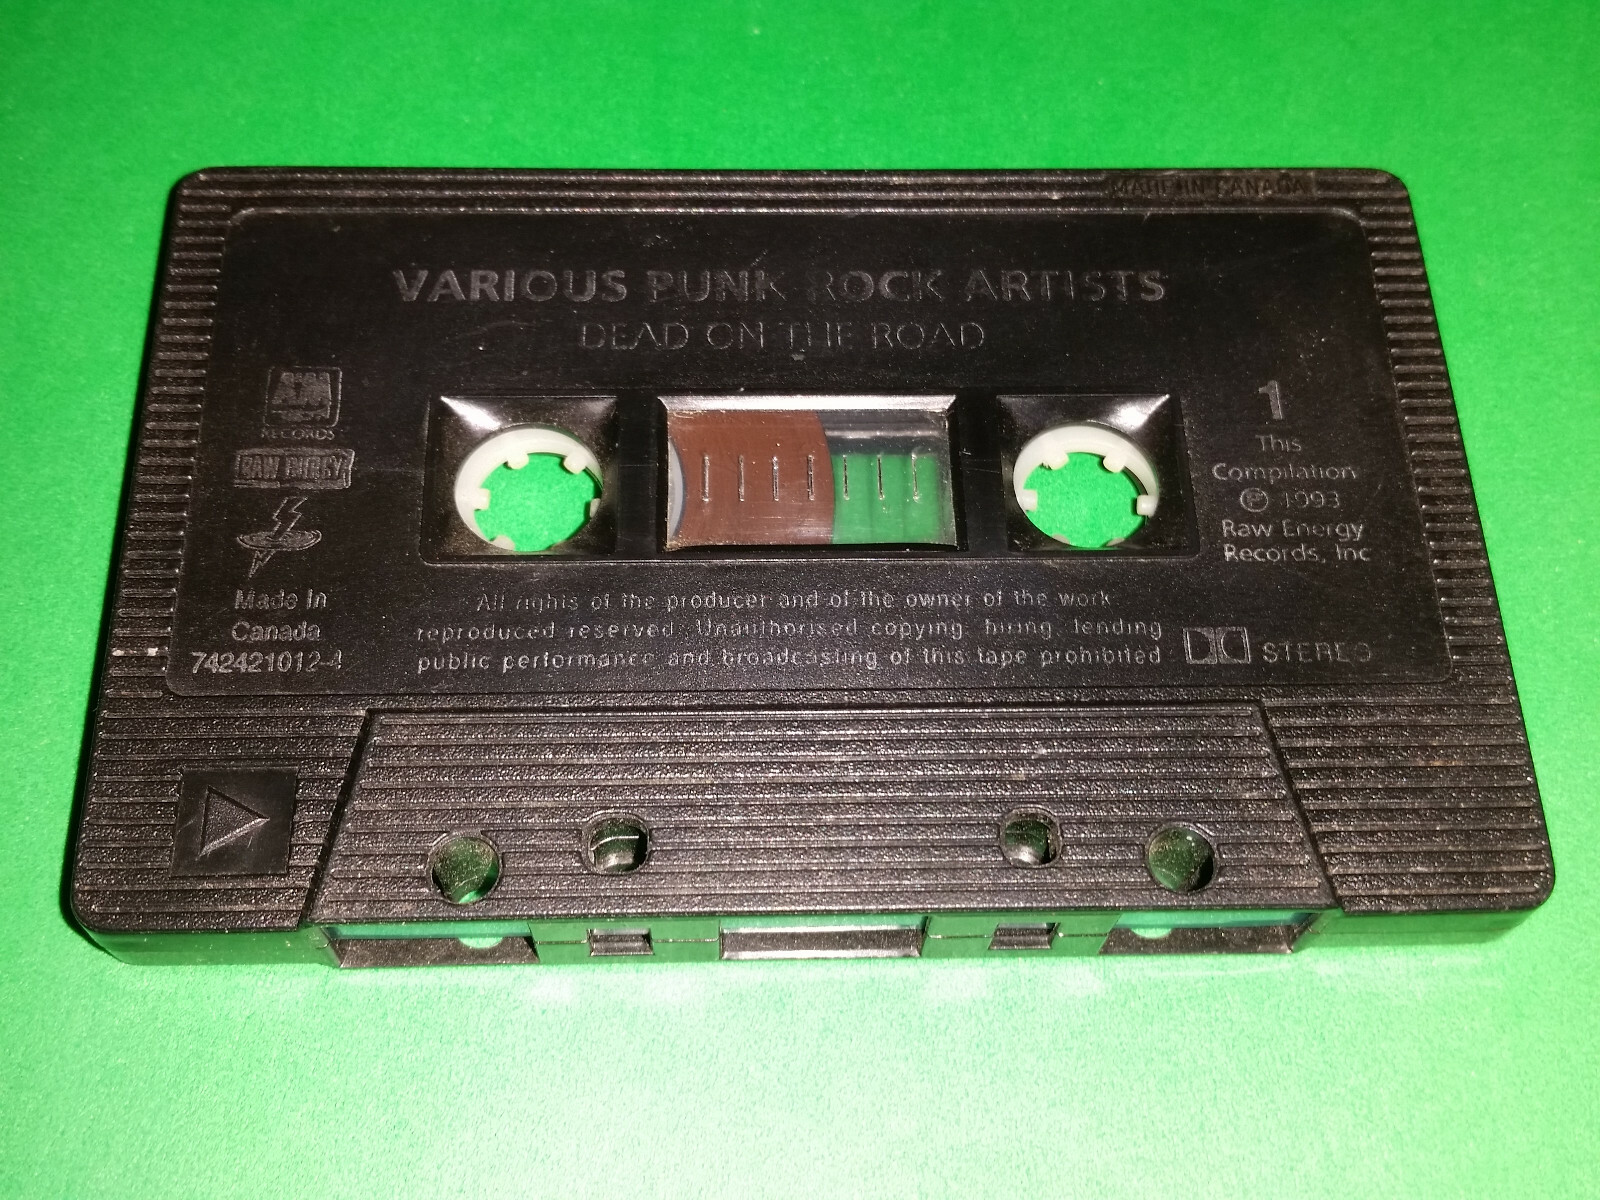 MADE IN CANADA
VARIOUS PUNK ROCK ARTISTS
DEAD ON THE ROAD
A&M
RECORDS
RAW ENERGY
Made In
Canada
742421012-4
1
This
Compilation
℗ 1993
Raw Energy
Records, Inc
All rights of the producer and of the owner of the work
reproduced reserved. Unauthorised copying, hiring, lending
public performance and broadcasting of this tape prohibited
STEREO